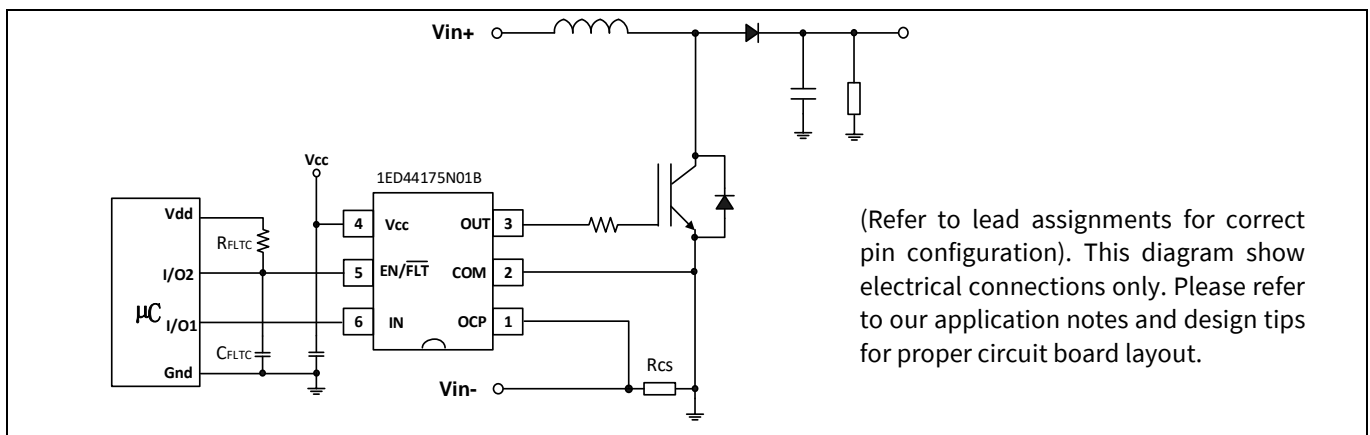 Vin+
Vcc
1ED44175N01B
Vdd
RFLTC
I/O2
μC
I/O1
CFLTC
Gnd
4 Vcc OUT 3
5 EN/FLT COM 2
6 IN OCP 1
Rcs
Vin-
(Refer to lead assignments for correct
pin configuration). This diagram show
electrical connections only. Please refer
to our application notes and design tips
for proper circuit board layout.